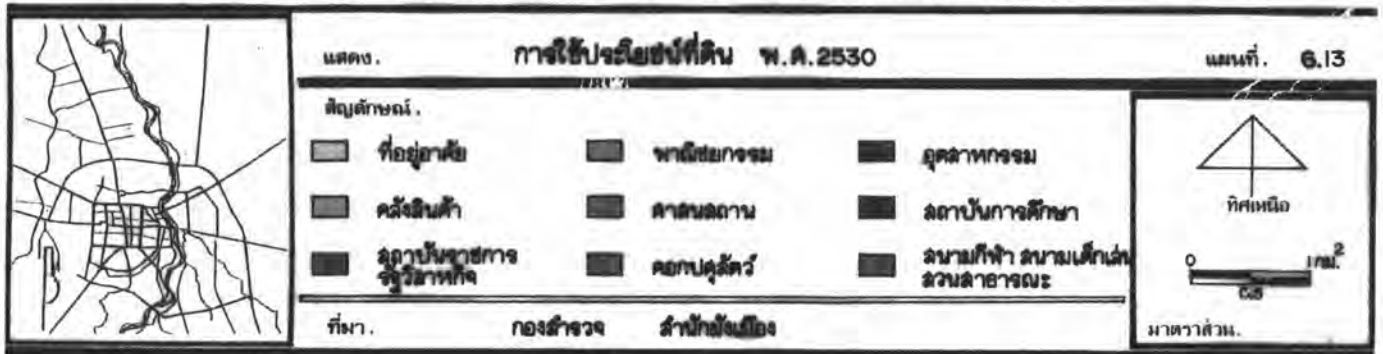 แสดง. การใช้ประโยชน์ที่ดิน พ.ศ.2530 แผนที่. 6.13
สัญลักษณ์.
ที่อยู่อาศัย พาณิชยกรรม อุตสาหกรรม
คลังสินค้า ศาสนสถาน สถาบันการศึกษา
สถาบันราชการ รัฐวิสาหกิจ คอกปศุสัตว์ สนามกีฬา สนามเด็กเล่น สวนสาธารณะ
ที่มา. กองสำรวจ สำนักผังเมือง
ทิศเหนือ
0 1 กม.2
0.5
มาตราส่วน.